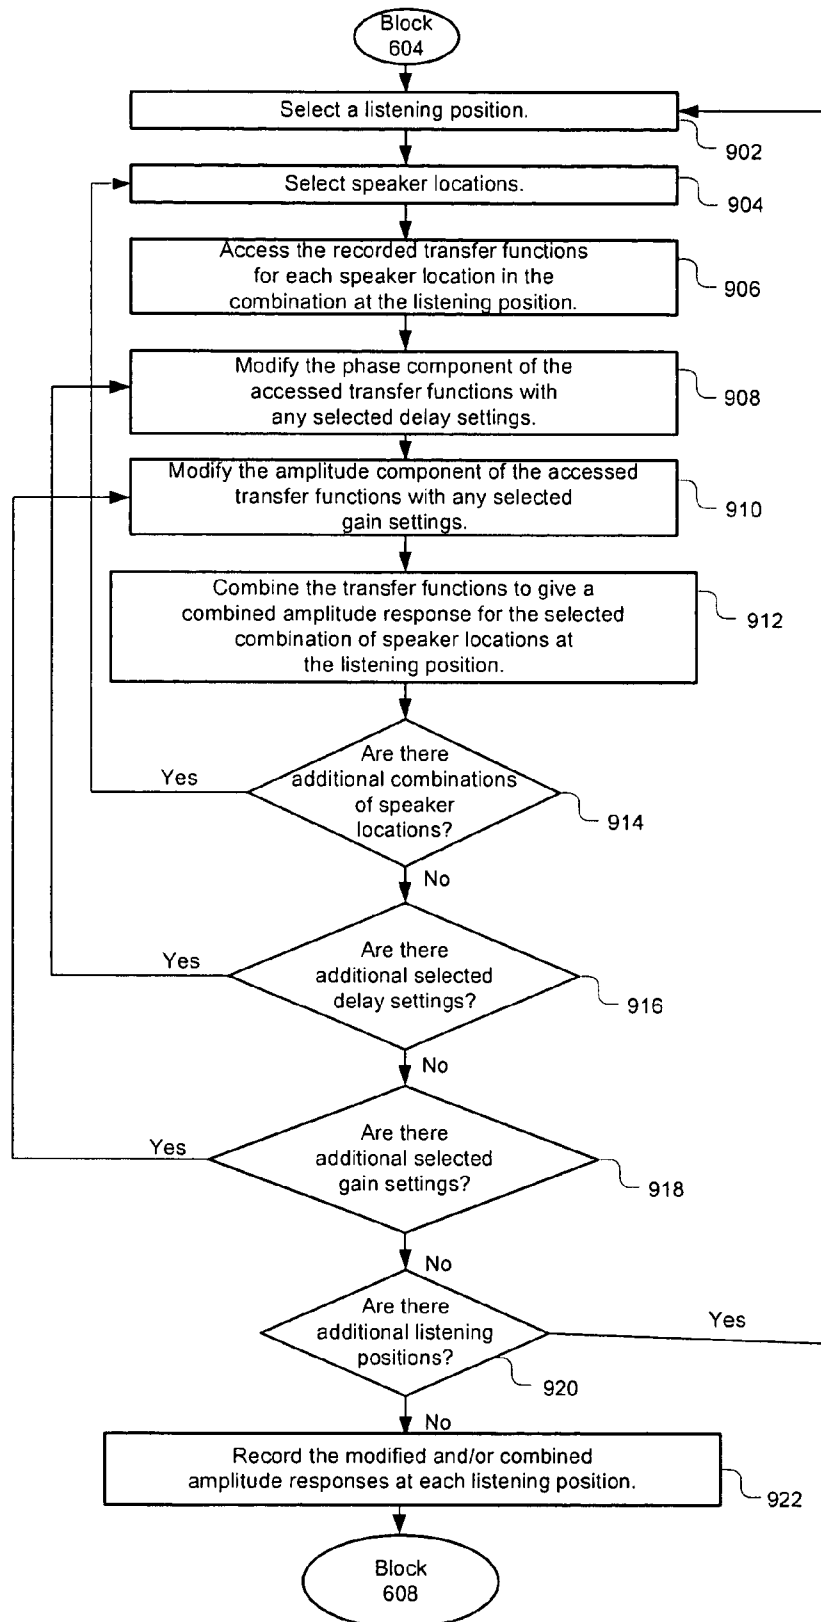 Block
604
Select a listening position.
902
Select speaker locations.
904
Access the recorded transfer functions
for each speaker location in the
combination at the listening position.
906
Modify the phase component of the
accessed transfer functions with
any selected delay settings.
908
Modify the amplitude component of the accessed
transfer functions with any selected
gain settings.
910
Combine the transfer functions to give a
combined amplitude response for the selected
combination of speaker locations at
the listening position.
912
Are there
additional combinations
of speaker
locations?
Yes
914
No
Are there
additional selected
delay settings?
Yes
916
No
Are there
additional selected
gain settings?
Yes
918
No
Are there
additional listening
positions?
Yes
920
No
Record the modified and/or combined
amplitude responses at each listening position.
922
Block
608